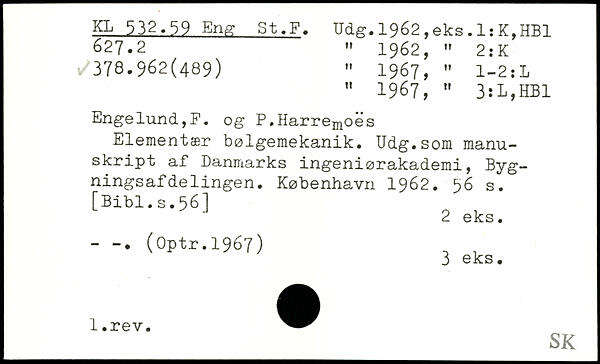 KL 532.59 Eng St.F. Udg.1962,eks.1:K,HB1
627.2 " 1962, " 2:K
✓378.962(489) " 1967, " 1-2:L
" 1967, " 3:L,HB1
Engelund,F. og P.Harremoës
Elementær bølgemekanik. Udg.som manu-
skript af Danmarks ingeniørakademi, Byg-
ningsafdelingen. København 1962. 56 s.
[Bibl.s.56]
2 eks.
- -. (Optr.1967)
3 eks.
1.rev.
SK